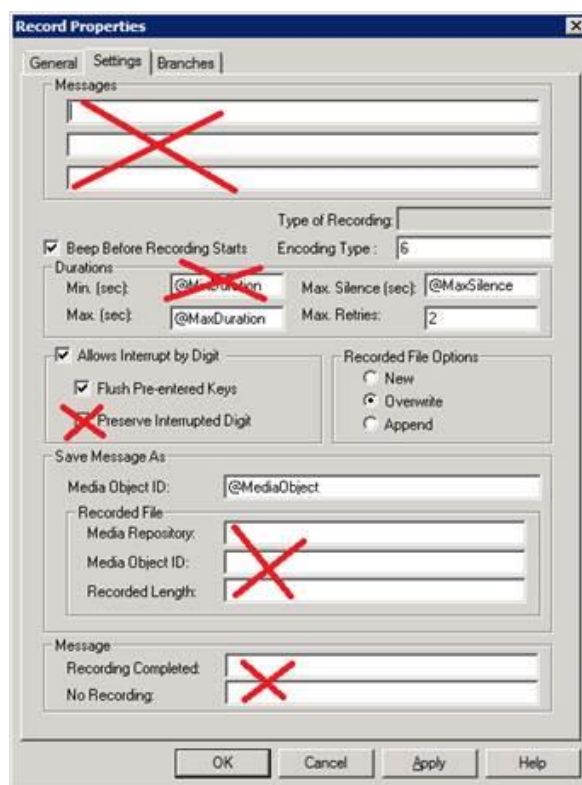 Record Properties
General Settings Branches
Messages
Type of Recording:
Beep Before Recording Starts Encoding Type : 6
Durations
Min. (sec): @MinDuration Max. Silence (sec): @MaxSilence
Max. (sec): @MaxDuration Max. Retries: 2
Allows Interrupt by Digit Recorded File Options
Flush Pre-entered Keys New
Overwrite
Preserve Interrupted Digit Append
Save Message As
Media Object ID: @MediaObject
Recorded File
Media Repository:
Media Object ID:
Recorded Length:
Message
Recording Completed:
No Recording:
OK Cancel Apply Help